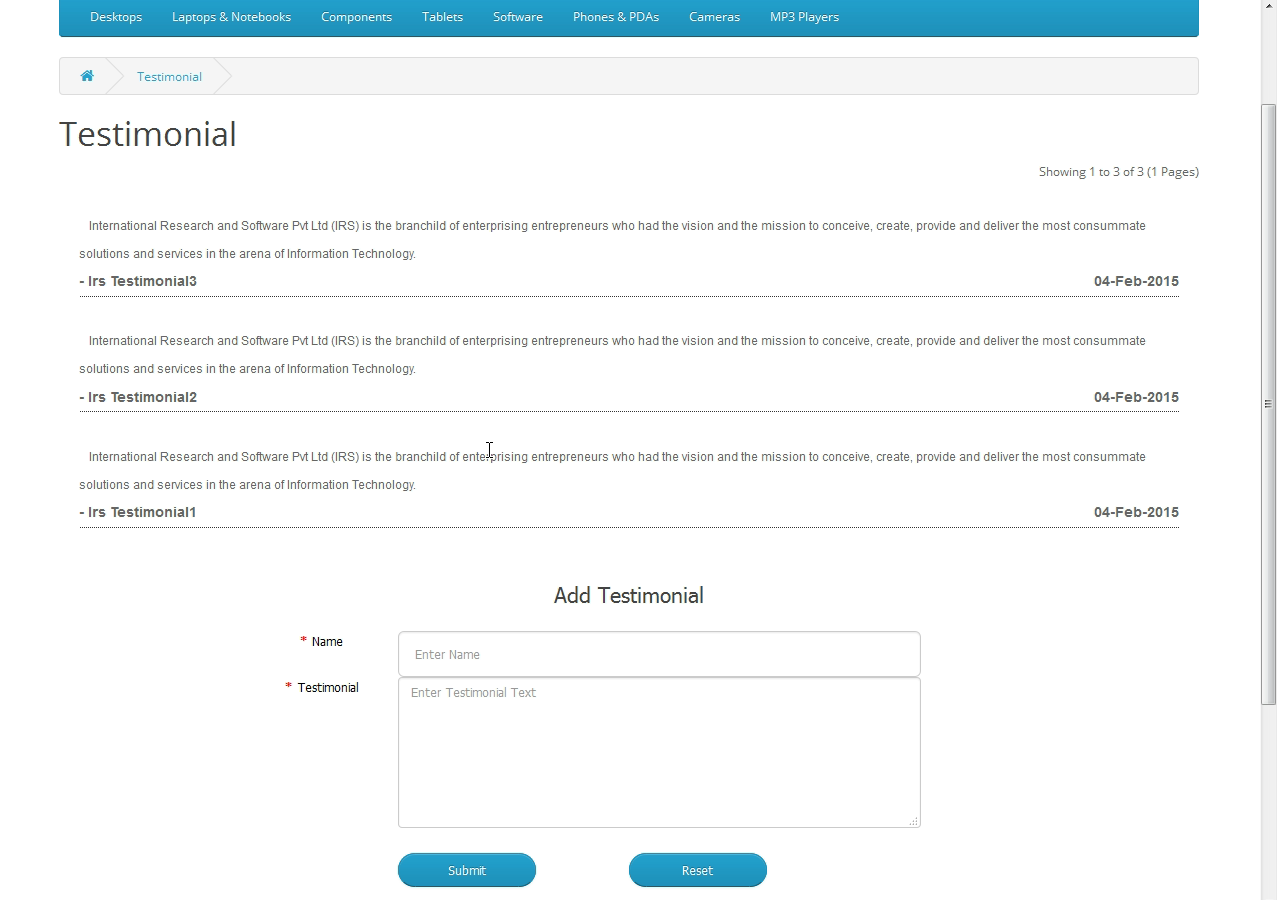 Desktops Laptops & Notebooks Components Tablets Software Phones & PDAs Cameras MP3 Players
Testimonial
Testimonial
Showing 1 to 3 of 3 (1 Pages)
International Research and Software Pvt Ltd (IRS) is the branchild of enterprising entrepreneurs who had the vision and the mission to conceive, create, provide and deliver the most consummate
solutions and services in the arena of Information Technology.
- Irs Testimonial3 04-Feb-2015
International Research and Software Pvt Ltd (IRS) is the branchild of enterprising entrepreneurs who had the vision and the mission to conceive, create, provide and deliver the most consummate
solutions and services in the arena of Information Technology.
- Irs Testimonial2 04-Feb-2015
International Research and Software Pvt Ltd (IRS) is the branchild of enterprising entrepreneurs who had the vision and the mission to conceive, create, provide and deliver the most consummate
solutions and services in the arena of Information Technology.
- Irs Testimonial1 04-Feb-2015
Add Testimonial
* Name Enter Name
* Testimonial Enter Testimonial Text
Submit Reset